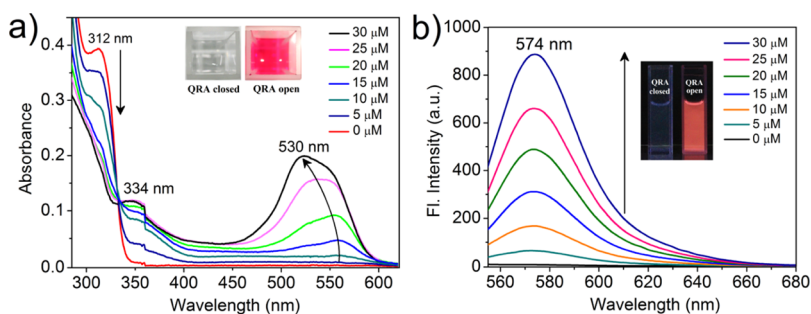 a)
0.4
0.3
0.2
0.1
0.0
Absorbance
312 nm
334 nm
530 nm
QRA closed
QRA open
30 μM
25 μM
20 μM
15 μM
10 μM
5 μM
0 μM
300
350
400
450
500
550
600
Wavelength (nm)
b)
1000
800
600
400
200
0
Fl. Intensity (a.u.)
574 nm
QRA
closed
QRA
open
30 μM
25 μM
20 μM
15 μM
10 μM
5 μM
0 μM
560
580
600
620
640
660
680
Wavelength (nm)